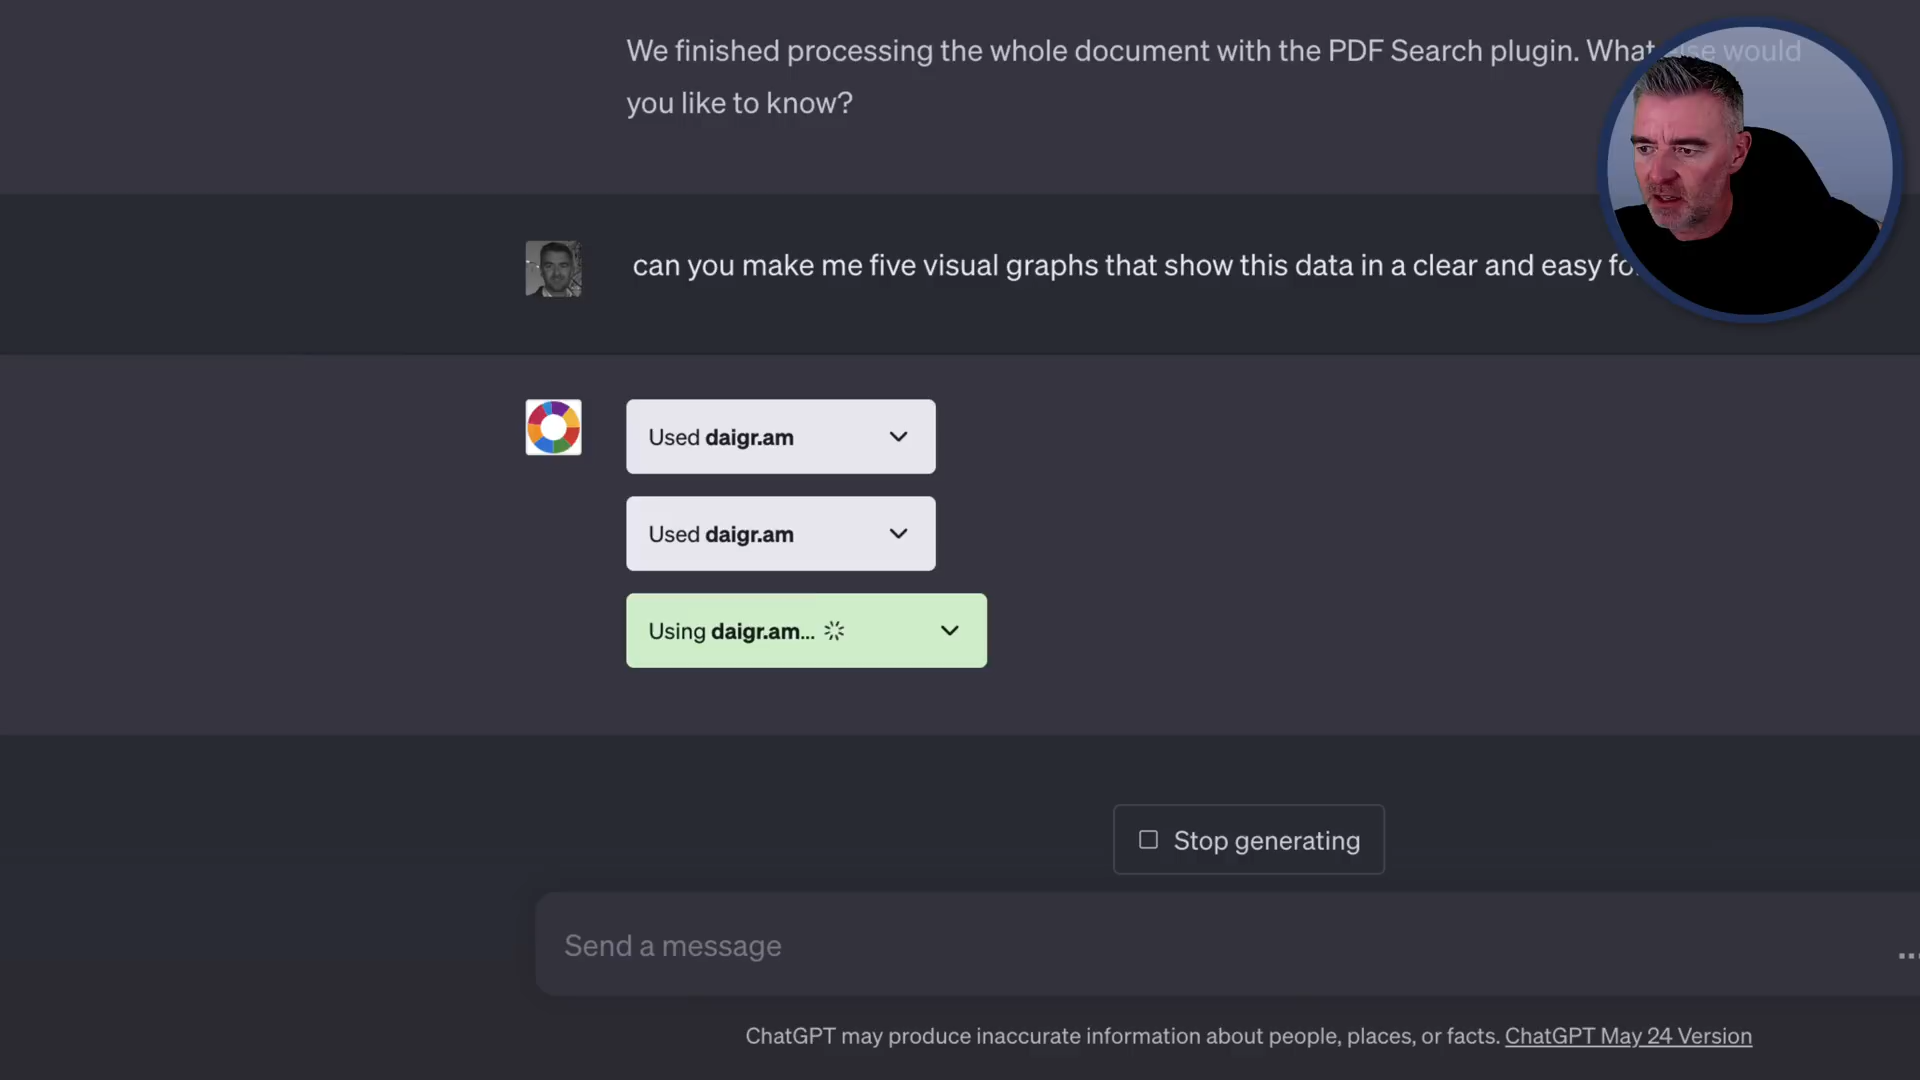 We finished processing the whole document with the PDF Search plugin. What else would
you like to know?
can you make me five visual graphs that show this data in a clear and easy
Used daigr.am
Used daigr.am
Using daigr.am...
Stop generating
Send a message
ChatGPT may produce inaccurate information about people, places, or facts. ChatGPT May 24 Version